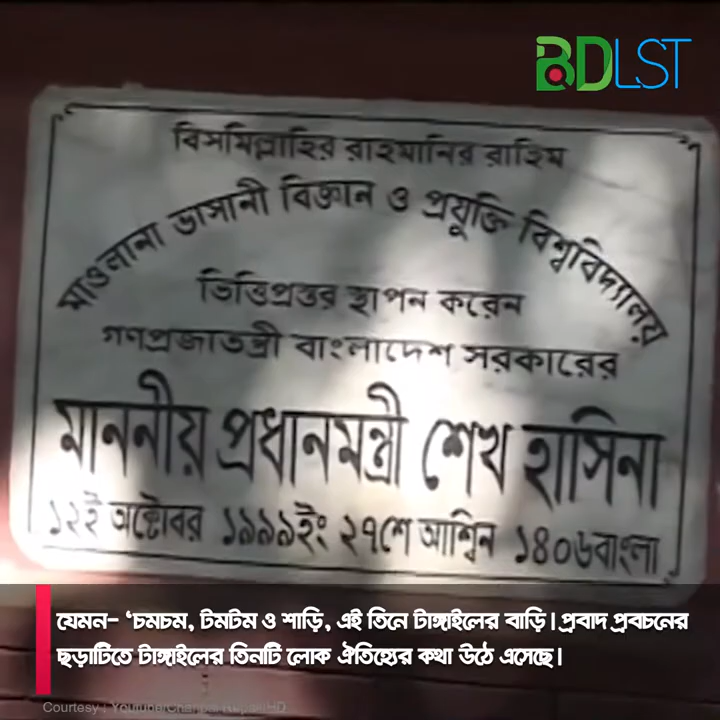 BDLST
বিসমিল্লাহির রাহমানির রাহিম
মাওলানা ভাসানী বিজ্ঞান ও প্রযুক্তি বিশ্ববিদ্যালয়
ভিত্তিপ্রস্তর স্থাপন করেন
গণপ্রজাতন্ত্রী বাংলাদেশ সরকারের
মাননীয় প্রধানমন্ত্রী শেখ হাসিনা
১২ই অক্টোবর ১৯৯৯ইং ২৭শে আশ্বিন ১৪০৬বাংলা
যেমন- ‘চমচম, টমটম ও শাড়ি, এই তিনে টাঙ্গাইলের বাড়ি। প্রবাদ প্রবচনের
ছড়াটিতে টাঙ্গাইলের তিনটি লোক ঐতিহ্যের কথা উঠে এসেছে।
Courtesy : Youtube